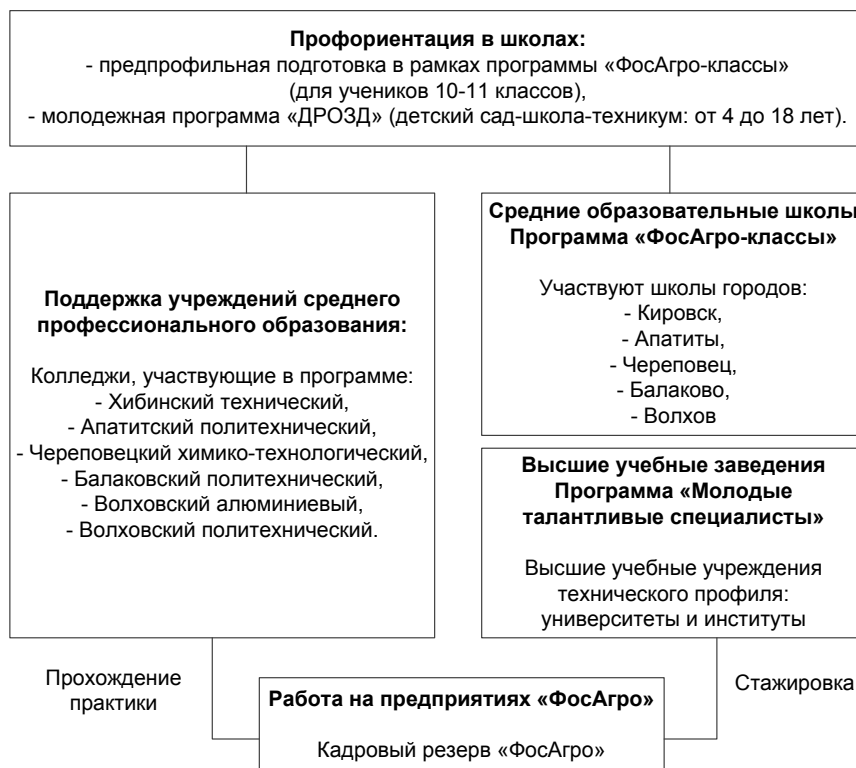 Профориентация в школах:
- предпрофильная подготовка в рамках программы «ФосАгро-классы»
(для учеников 10-11 классов),
- молодежная программа «ДРОЗД» (детский сад-школа-техникум: от 4 до 18 лет).
Поддержка учреждений среднего
профессионального образования:
Колледжи, участвующие в программе:
- Хибинский технический,
- Апатитский политехнический,
- Череповецкий химико-технологический,
- Балаковский политехнический,
- Волховский алюминиевый,
- Волховский политехнический.
Средние образовательные школы
Программа «ФосАгро-классы»
Участвуют школы городов:
- Кировск,
- Апатиты,
- Череповец,
- Балаково,
- Волхов
Высшие учебные заведения
Программа «Молодые
талантливые специалисты»
Высшие учебные учреждения
технического профиля:
университеты и институты
Прохождение
практики
Работа на предприятиях «ФосАгро»
Кадровый резерв «ФосАгро»
Стажировка